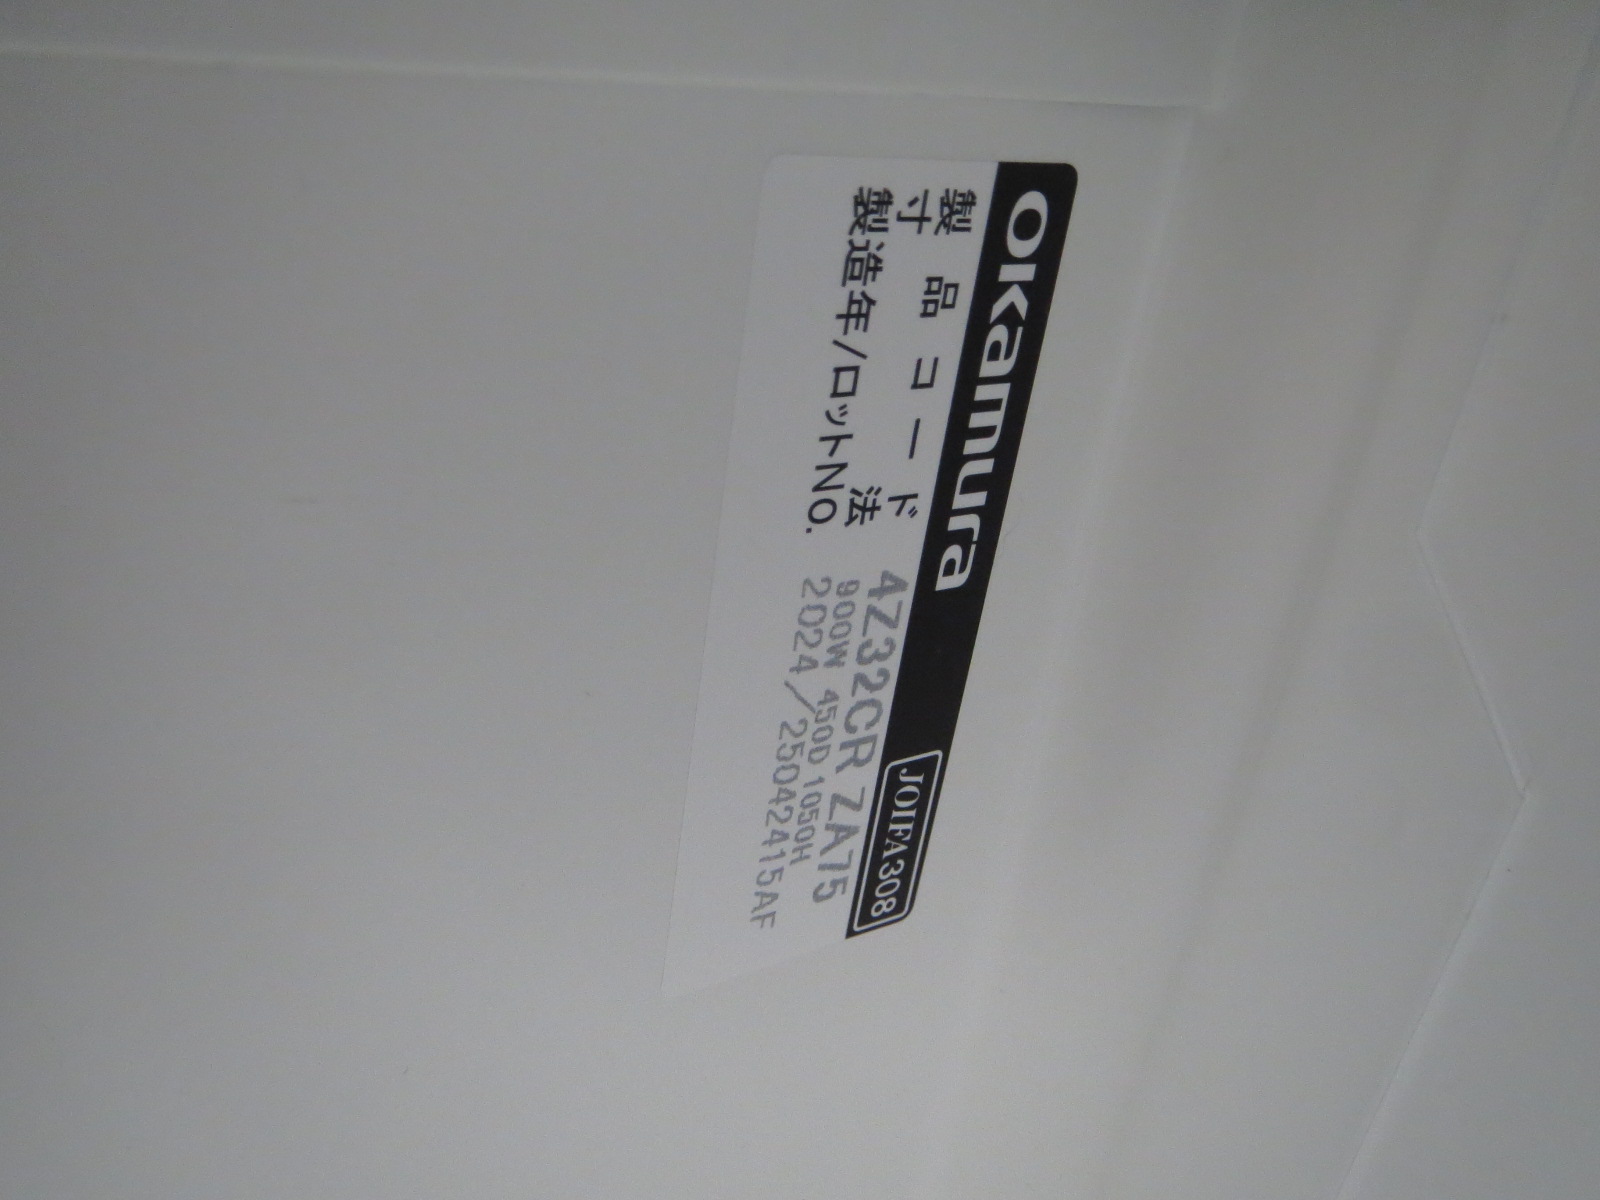 okamura JOIFA308
製品コード 4Z32CR ZA75
寸法 900W 450D 1050H
製造年/ロットNO. 2024/25042415AF